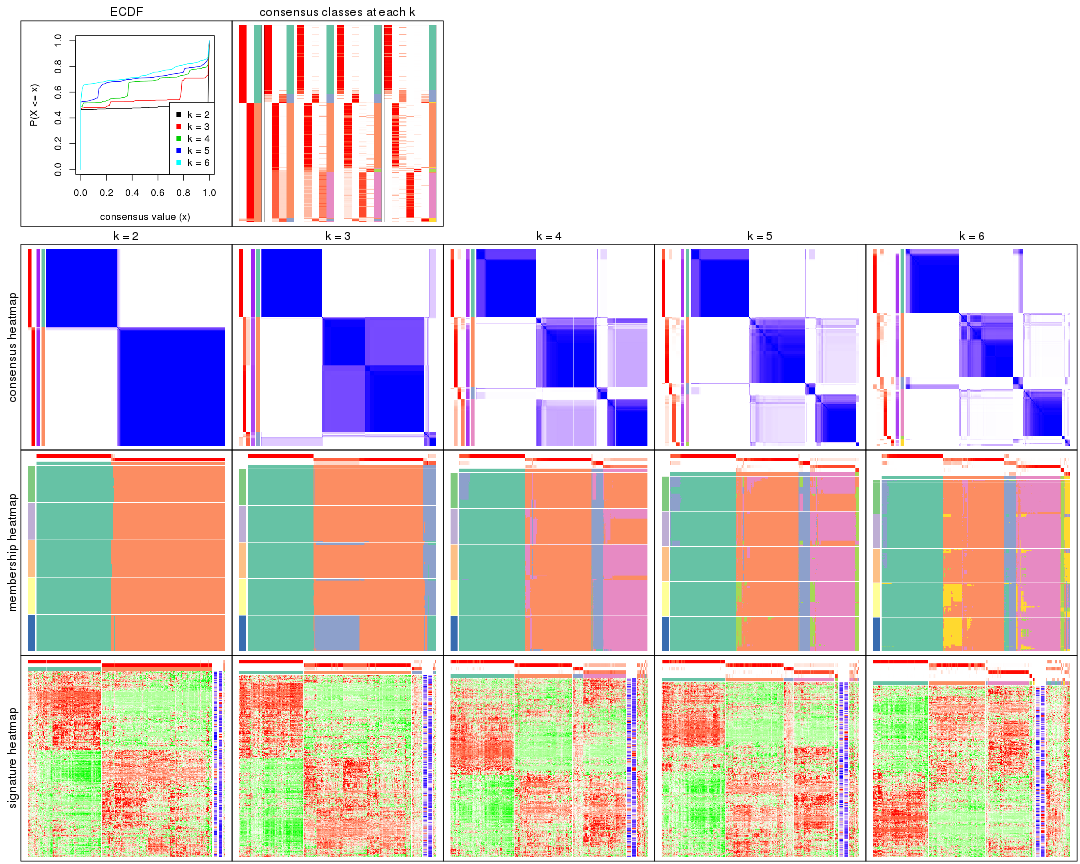 ECDF
consensus classes at each k
P(X <= x)
0.0 0.2 0.4 0.6 0.8 1.0
k = 2
k = 3
k = 4
k = 5
k = 6
0.0 0.2 0.4 0.6 0.8 1.0
consensus value (x)
k = 2
k = 3
k = 4
k = 5
k = 6
consensus heatmap
membership heatmap
signature heatmap